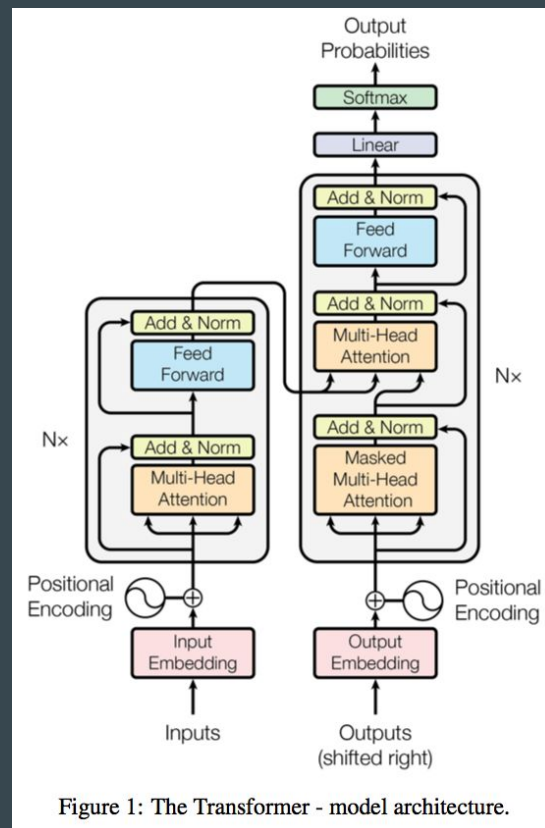 Output
Probabilities
Softmax
Linear
Add & Norm
Feed
Forward
Add & Norm
Multi-Head
Attention
Add & Norm
Masked
Multi-Head
Attention
Nx
Positional
Encoding
Output
Embedding
Outputs
(shifted right)
Add & Norm
Feed
Forward
Add & Norm
Multi-Head
Attention
Nx
Positional
Encoding
Input
Embedding
Inputs
Figure 1: The Transformer - model architecture.